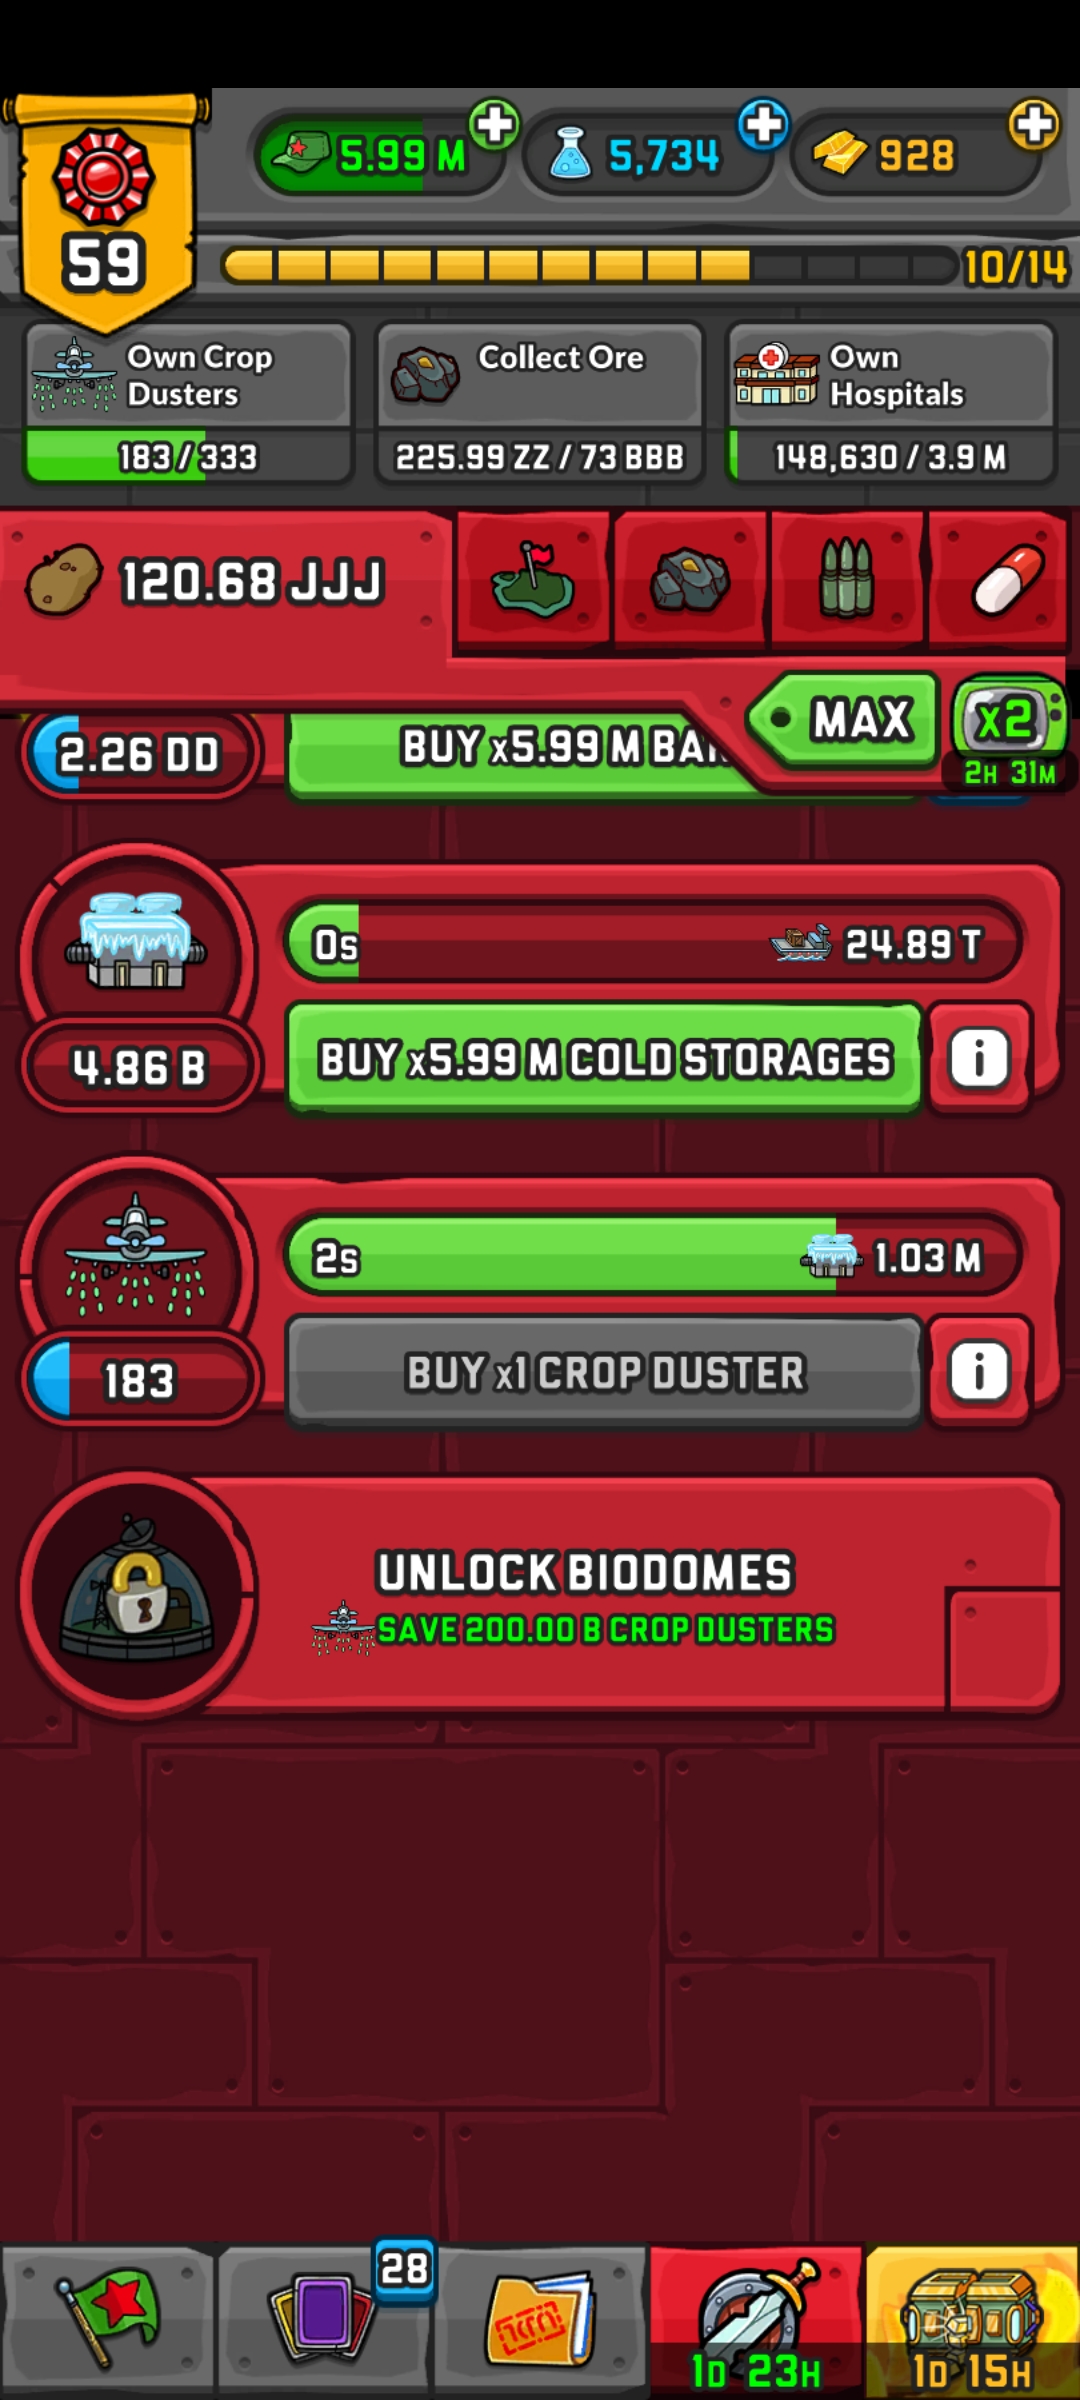 5.99 M
5,734
928
59
10/14
Own Crop Dusters
Collect Ore
Own Hospitals
183/333
225.99 ZZ / 73 BBB
148,630 / 3.9 M
120.68 JJJ
MAX
x2
2H 31M
2.26 DD
BUY x5.99 M
0s
24.89 T
4.86 B
BUY x5.99 M COLD STORAGES
i
2s
1.03 M
183
BUY x1 CROP DUSTER
i
UNLOCK BIODOMES
SAVE 200.00 B CROP DUSTERS
28
1D 23H
1D 15H